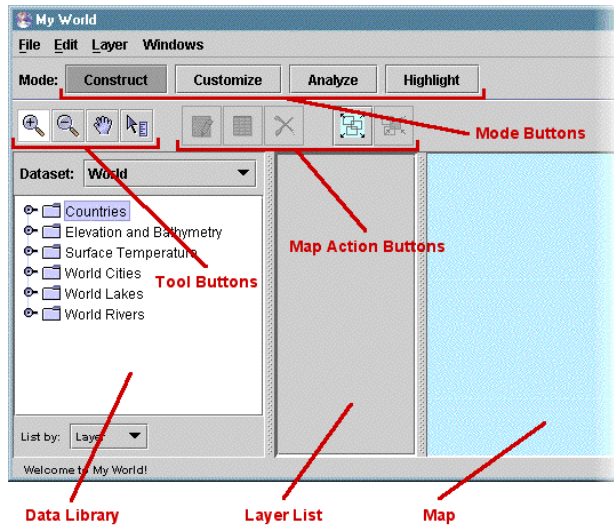 My World
File Edit Layer Windows
Mode: Construct Customize Analyze Highlight
Mode Buttons
Dataset: World
Map Action Buttons
Countries
Elevation and Bathymetry
Surface Temperature
World Cities
Tool Buttons
World Lakes
World Rivers
List by: Layer
Welcome to My World!
Data Library
Layer List
Map